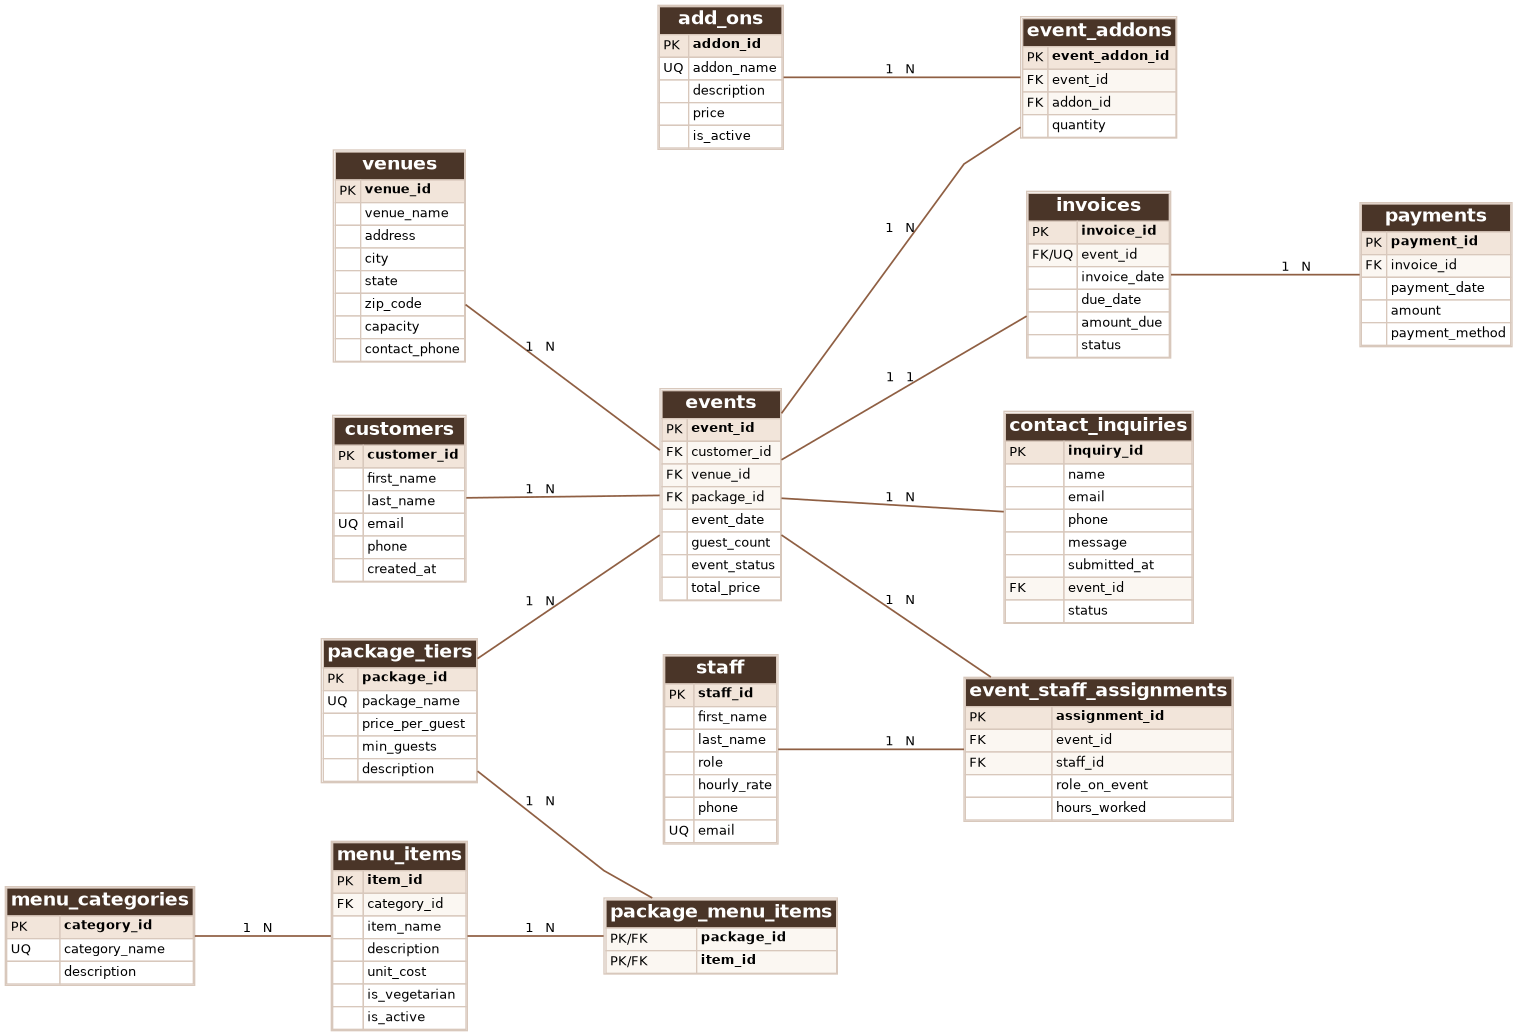 add_ons
PK addon_id
UQ addon_name
description
price
is_active
event_addons
PK event_addon_id
FK event_id
FK addon_id
quantity
1 N
venues
PK venue_id
venue_name
address
city
state
zip_code
capacity
contact_phone
invoices
PK invoice_id
FK/UQ event_id
invoice_date
due_date
amount_due
status
payments
PK payment_id
FK invoice_id
payment_date
amount
payment_method
1 N
1 N
1 N
1 1
events
PK event_id
FK customer_id
FK venue_id
FK package_id
event_date
guest_count
event_status
total_price
customers
PK customer_id
first_name
last_name
UQ email
phone
created_at
contact_inquiries
PK inquiry_id
name
email
phone
message
submitted_at
FK event_id
status
1 N
1 N
1 N
1 N
package_tiers
PK package_id
UQ package_name
price_per_guest
min_guests
description
staff
PK staff_id
first_name
last_name
role
hourly_rate
phone
UQ email
event_staff_assignments
PK assignment_id
FK event_id
FK staff_id
role_on_event
hours_worked
1 N
1 N
menu_items
PK item_id
FK category_id
item_name
description
unit_cost
is_vegetarian
is_active
menu_categories
PK category_id
UQ category_name
description
package_menu_items
PK/FK package_id
PK/FK item_id
1 N
1 N